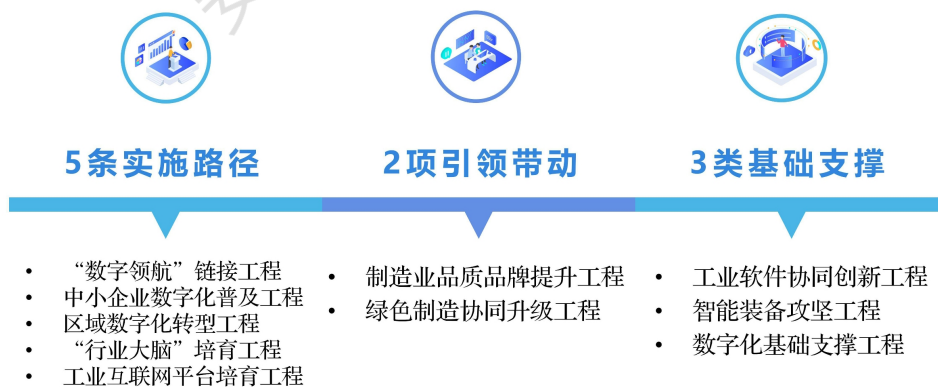 5条实施路径
2项引领带动
3类基础支撑
• “数字领航”链接工程
• 中小企业数字化普及工程
• 区域数字化转型工程
• “行业大脑”培育工程
• 工业互联网平台培育工程
• 制造业品质品牌提升工程
• 绿色制造协同升级工程
• 工业软件协同创新工程
• 智能装备攻坚工程
• 数字化基础支撑工程